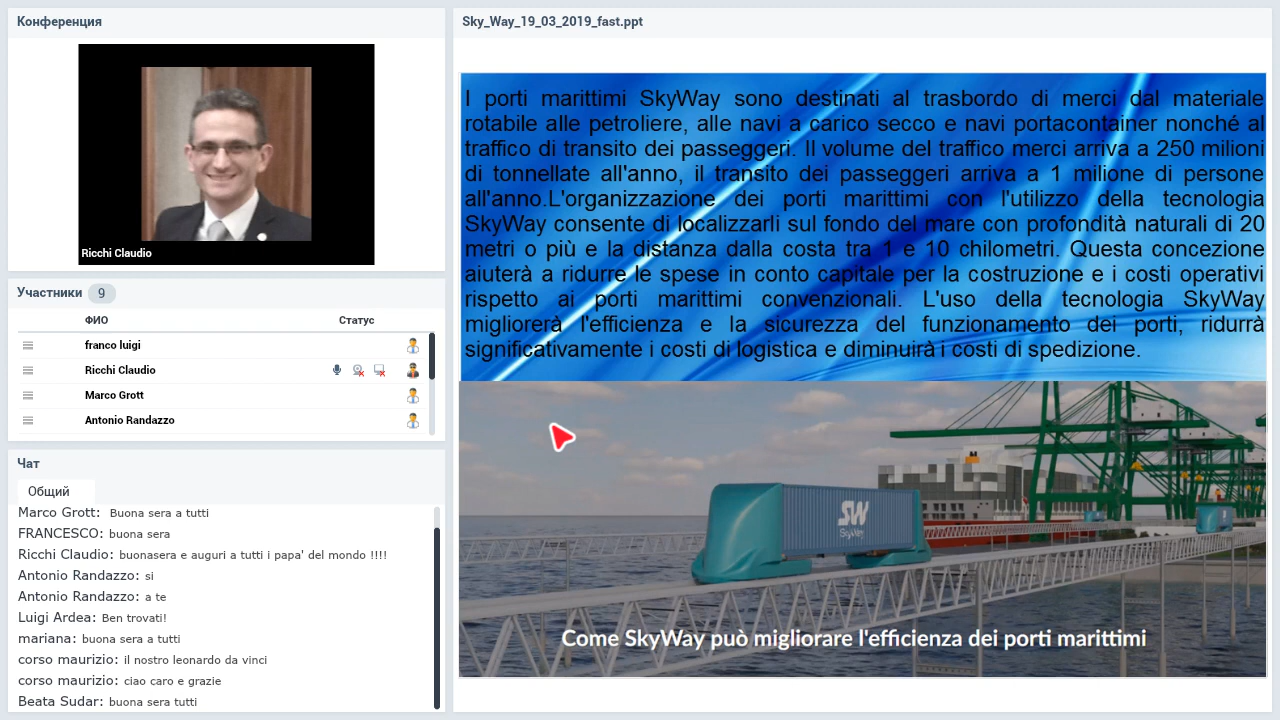 Конференция
Ricchi Claudio
Участники 9
ФИО Статус
franco luigi
Ricchi Claudio
Marco Grott
Antonio Randazzo
Чат
Общий
Marco Grott: Buona sera a tutti
FRANCESCO: buona sera
Ricchi Claudio: buonasera e auguri a tutti i papa' del mondo !!!!
Antonio Randazzo: si
Antonio Randazzo: a te
Luigi Ardea: Ben trovati!
mariana: buona sera a tutti
corso maurizio: il nostro leonardo da vinci
corso maurizio: ciao caro e grazie
Beata Sudar: buona sera tutti
Sky_Way_19_03_2019_fast.ppt
I porti marittimi SkyWay sono destinati al trasbordo di merci dal materiale
rotabile alle petroliere, alle navi a carico secco e navi portacontainer nonché al
traffico di transito dei passeggeri. Il volume del traffico merci arriva a 250 milioni
di tonnellate all'anno, il transito dei passeggeri arriva a 1 milione di persone
all'anno.L'organizzazione dei porti marittimi con l'utilizzo della tecnologia
SkyWay consente di localizzarli sul fondo del mare con profondità naturali di 20
metri o più e la distanza dalla costa tra 1 e 10 chilometri. Questa concezione
aiuterà a ridurre le spese in conto capitale per la costruzione e i costi operativi
rispetto ai porti marittimi convenzionali. L'uso della tecnologia SkyWay
migliorerà l'efficienza e la sicurezza del funzionamento dei porti, ridurrà
significativamente i costi di logistica e diminuirà i costi di spedizione.
SW
SkyWay
Come SkyWay può migliorare l'efficienza dei porti marittimi